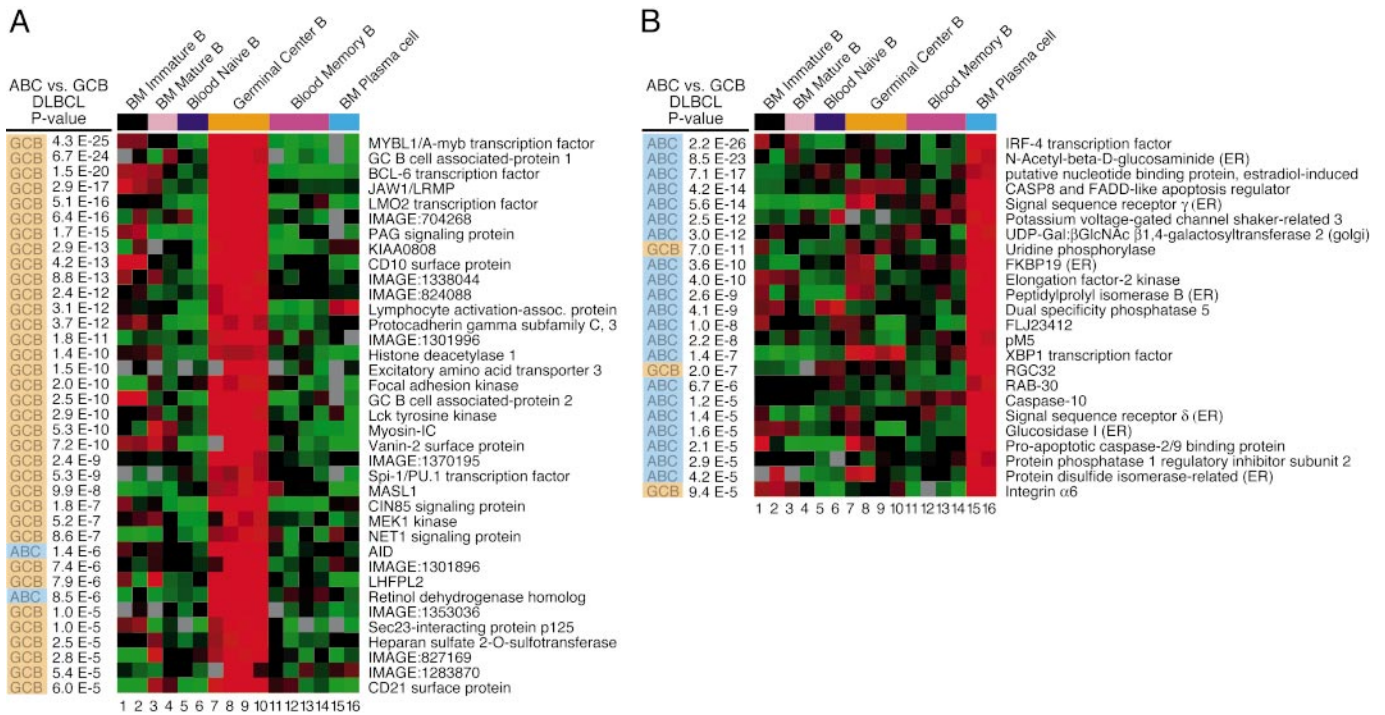 A
BM Immature B
BM Mature B
Blood Naive B
Germinal Center B
Blood Memory B
BM Plasma cell
ABC vs. GCB
DLBCL
P-value
GCB 4.3 E-25 MYBL1/A-myb transcription factor
GCB 6.7 E-24 GC B cell associated-protein 1
GCB 1.5 E-20 BCL-6 transcription factor
GCB 2.9 E-17 JAW1/LRMP
GCB 5.1 E-16 LMO2 transcription factor
GCB 6.4 E-16 IMAGE:704268
GCB 1.7 E-15 PAG signaling protein
GCB 2.9 E-13 KIAA0808
GCB 4.2 E-13 CD10 surface protein
GCB 8.8 E-13 IMAGE:1338044
GCB 2.4 E-12 IMAGE:824088
GCB 3.1 E-12 Lymphocyte activation-assoc. protein
GCB 3.7 E-12 Protocadherin gamma subfamily C, 3
GCB 1.8 E-11 IMAGE:1301996
GCB 1.4 E-10 Histone deacetylase 1
GCB 1.5 E-10 Excitatory amino acid transporter 3
GCB 2.0 E-10 Focal adhesion kinase
GCB 2.5 E-10 GC B cell associated-protein 2
GCB 2.9 E-10 Lck tyrosine kinase
GCB 5.3 E-10 Myosin-IC
GCB 7.2 E-10 Vanin-2 surface protein
GCB 2.4 E-9 IMAGE:1370195
GCB 5.3 E-9 Spi-1/PU.1 transcription factor
GCB 9.9 E-8 MASL1
GCB 1.8 E-7 CIN85 signaling protein
GCB 5.2 E-7 MEK1 kinase
GCB 8.6 E-7 NET1 signaling protein
ABC 1.4 E-6 AID
GCB 7.4 E-6 IMAGE:1301896
GCB 7.9 E-6 LHFPL2
ABC 8.5 E-6 Retinol dehydrogenase homolog
GCB 1.0 E-5 IMAGE:1353036
GCB 1.0 E-5 Sec23-interacting protein p125
GCB 2.5 E-5 Heparan sulfate 2-O-sulfotransferase
GCB 2.8 E-5 IMAGE:827169
GCB 5.4 E-5 IMAGE:1283870
GCB 6.0 E-5 CD21 surface protein
1 2 3 4 5 6 7 8 9 10 11 12 13 14 15 16
B
BM Immature B
BM Mature B
Blood Naive B
Germinal Center B
Blood Memory B
BM Plasma cell
ABC vs. GCB
DLBCL
P-value
ABC 2.2 E-26 IRF-4 transcription factor
ABC 8.5 E-23 N-Acetyl-beta-D-glucosaminide (ER)
ABC 7.1 E-17 putative nucleotide binding protein, estradiol-induced
ABC 4.2 E-14 CASP8 and FADD-like apoptosis regulator
ABC 5.6 E-14 Signal sequence receptor γ (ER)
ABC 2.5 E-12 Potassium voltage-gated channel shaker-related 3
ABC 3.0 E-12 UDP-Gal:βGlcNAc β1,4-galactosyltransferase 2 (golgi)
GCB 7.0 E-11 Uridine phosphorylase
ABC 3.6 E-10 FKBP19 (ER)
ABC 4.0 E-10 Elongation factor-2 kinase
ABC 2.6 E-9 Peptidylprolyl isomerase B (ER)
ABC 4.1 E-9 Dual specificity phosphatase 5
ABC 1.0 E-8 FLJ23412
ABC 2.2 E-8 pM5
ABC 1.4 E-7 XBP1 transcription factor
GCB 2.0 E-7 RGC32
ABC 6.7 E-6 RAB-30
ABC 1.2 E-5 Caspase-10
ABC 1.4 E-5 Signal sequence receptor δ (ER)
ABC 1.6 E-5 Glucosidase I (ER)
ABC 2.1 E-5 Pro-apoptotic caspase-2/9 binding protein
ABC 2.9 E-5 Protein phosphatase 1 regulatory inhibitor subunit 2
ABC 4.2 E-5 Protein disulfide isomerase-related (ER)
GCB 9.4 E-5 Integrin α6
1 2 3 4 5 6 7 8 9 10 11 12 13 14 15 16